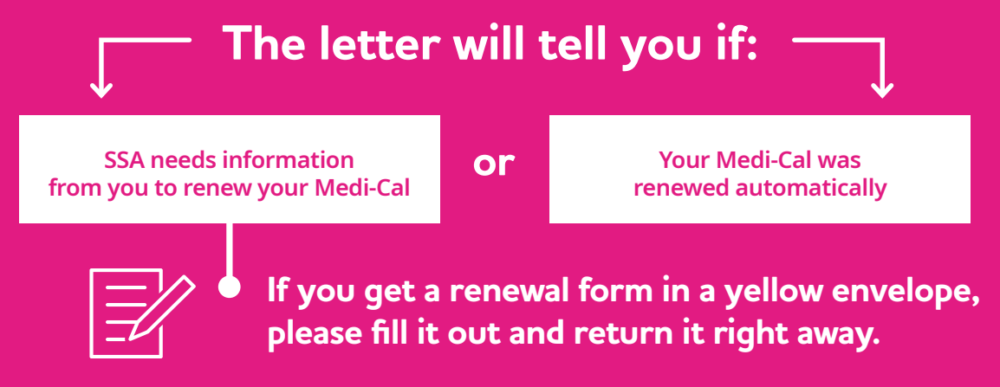 The letter will tell you if:
SSA needs information
from you to renew your Medi-Cal
or
Your Medi-Cal was
renewed automatically
If you get a renewal form in a yellow envelope,
please fill it out and return it right away.